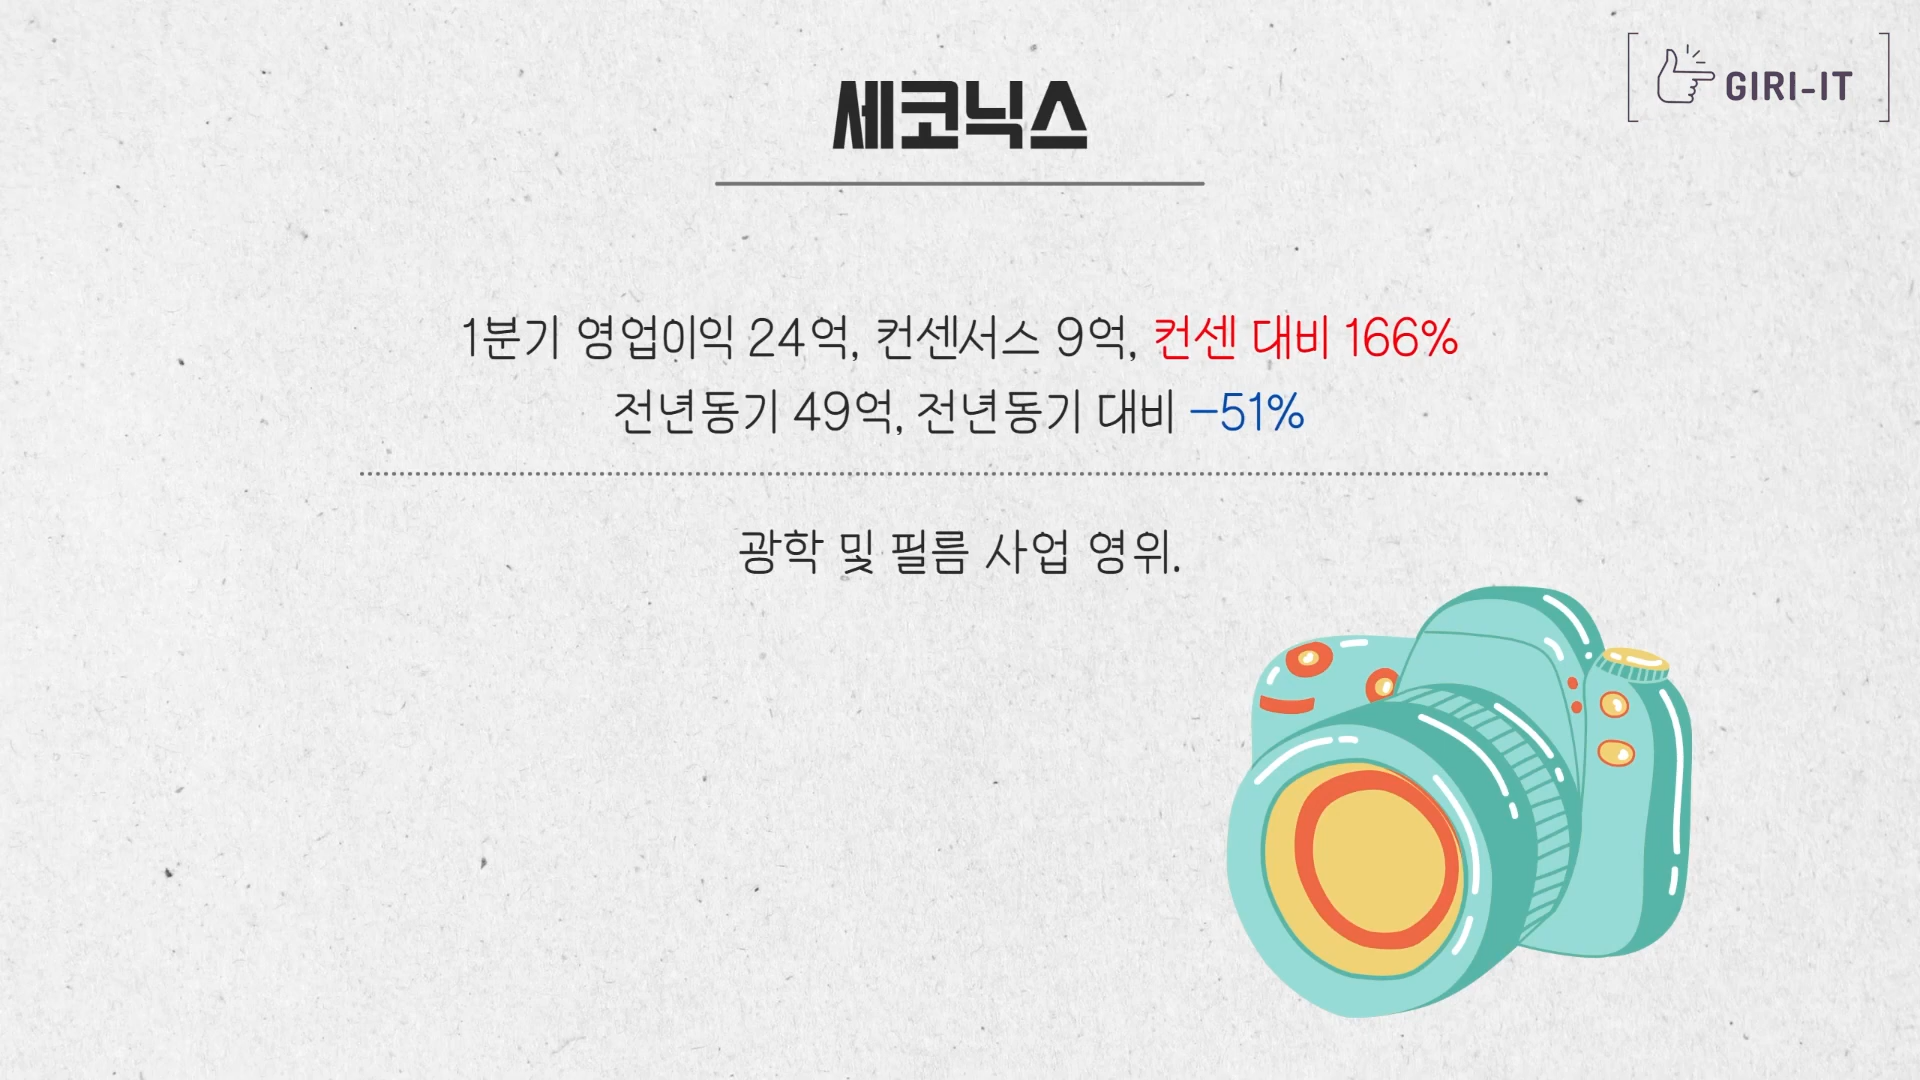 세코닉스
GIRI-IT
1분기 영업이익 24억, 컨센서스 9억, 컨센 대비 166%
전년동기 49억, 전년동기 대비 -51%
광학 및 필름 사업 영위.